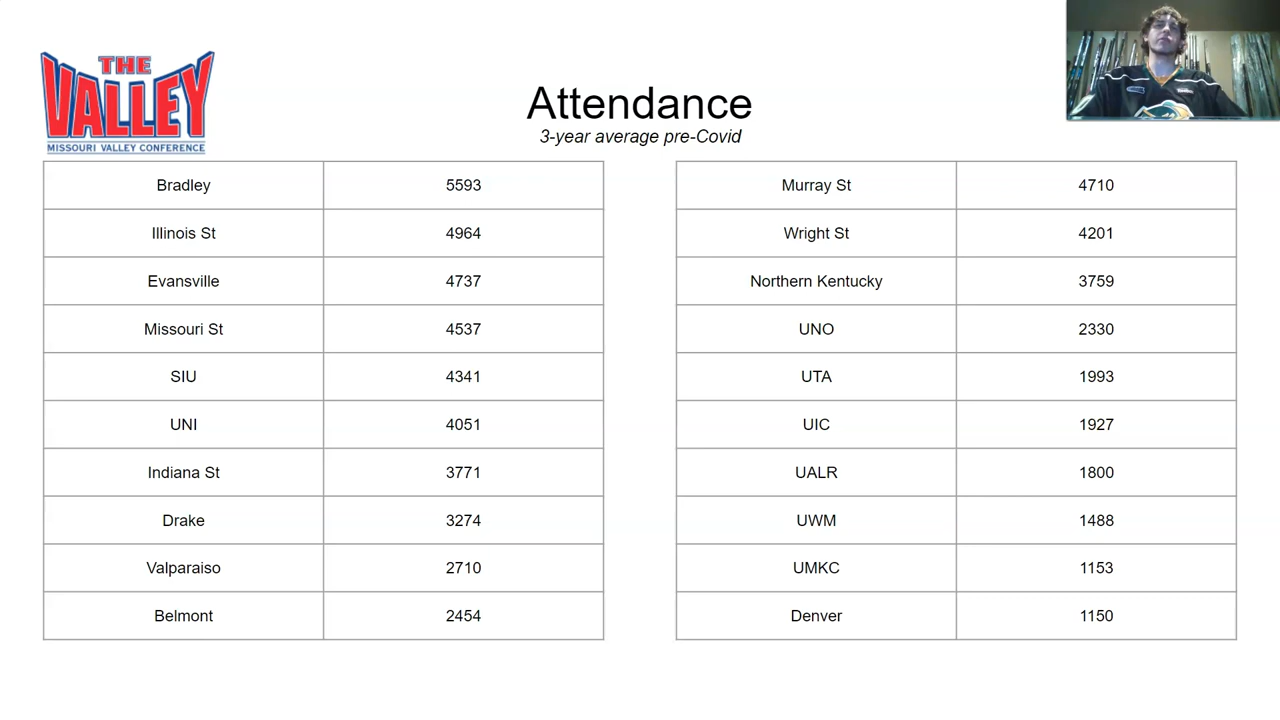 THE
VALLEY
MISSOURI VALLEY CONFERENCE
Attendance
3-year average pre-Covid
Bradley 5593
Illinois St 4964
Evansville 4737
Missouri St 4537
SIU 4341
UNI 4051
Indiana St 3771
Drake 3274
Valparaiso 2710
Belmont 2454
Murray St 4710
Wright St 4201
Northern Kentucky 3759
UNO 2330
UTA 1993
UIC 1927
UALR 1800
UWM 1488
UMKC 1153
Denver 1150